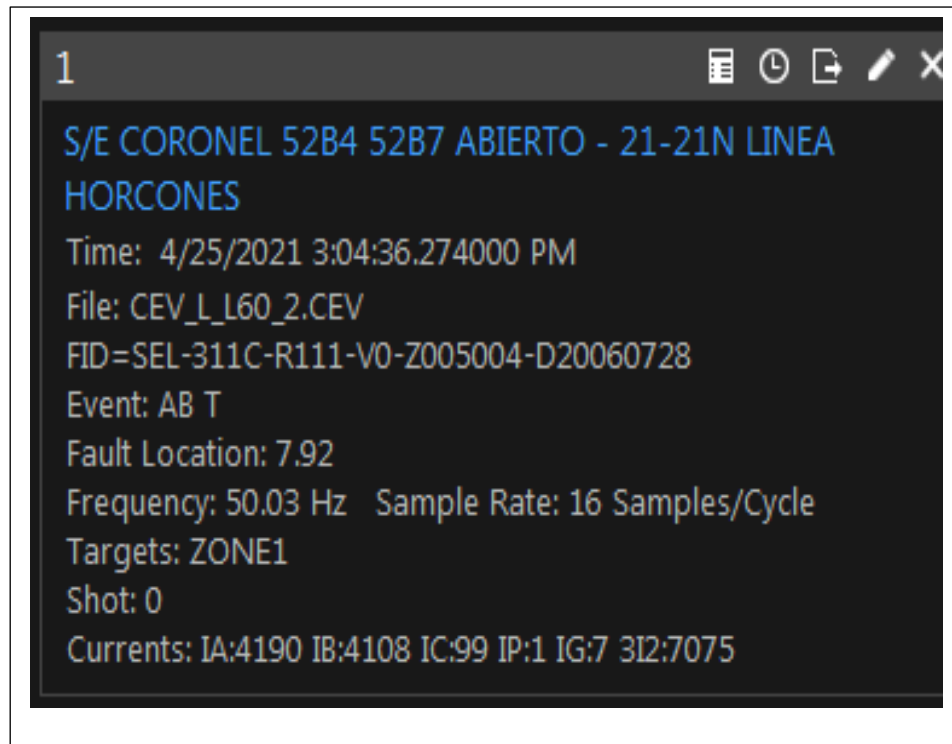 1
S/E CORONEL 52B4 52B7 ABIERTO - 21-21N LINEA
HORCONES
Time: 4/25/2021 3:04:36.274000 PM
File: CEV_L_L60_2.CEV
FID=SEL-311C-R111-V0-Z005004-D20060728
Event: AB T
Fault Location: 7.92
Frequency: 50.03 Hz Sample Rate: 16 Samples/Cycle
Targets: ZONE1
Shot: 0
Currents: IA:4190 IB:4108 IC:99 IP:1 IG:7 3I2:7075